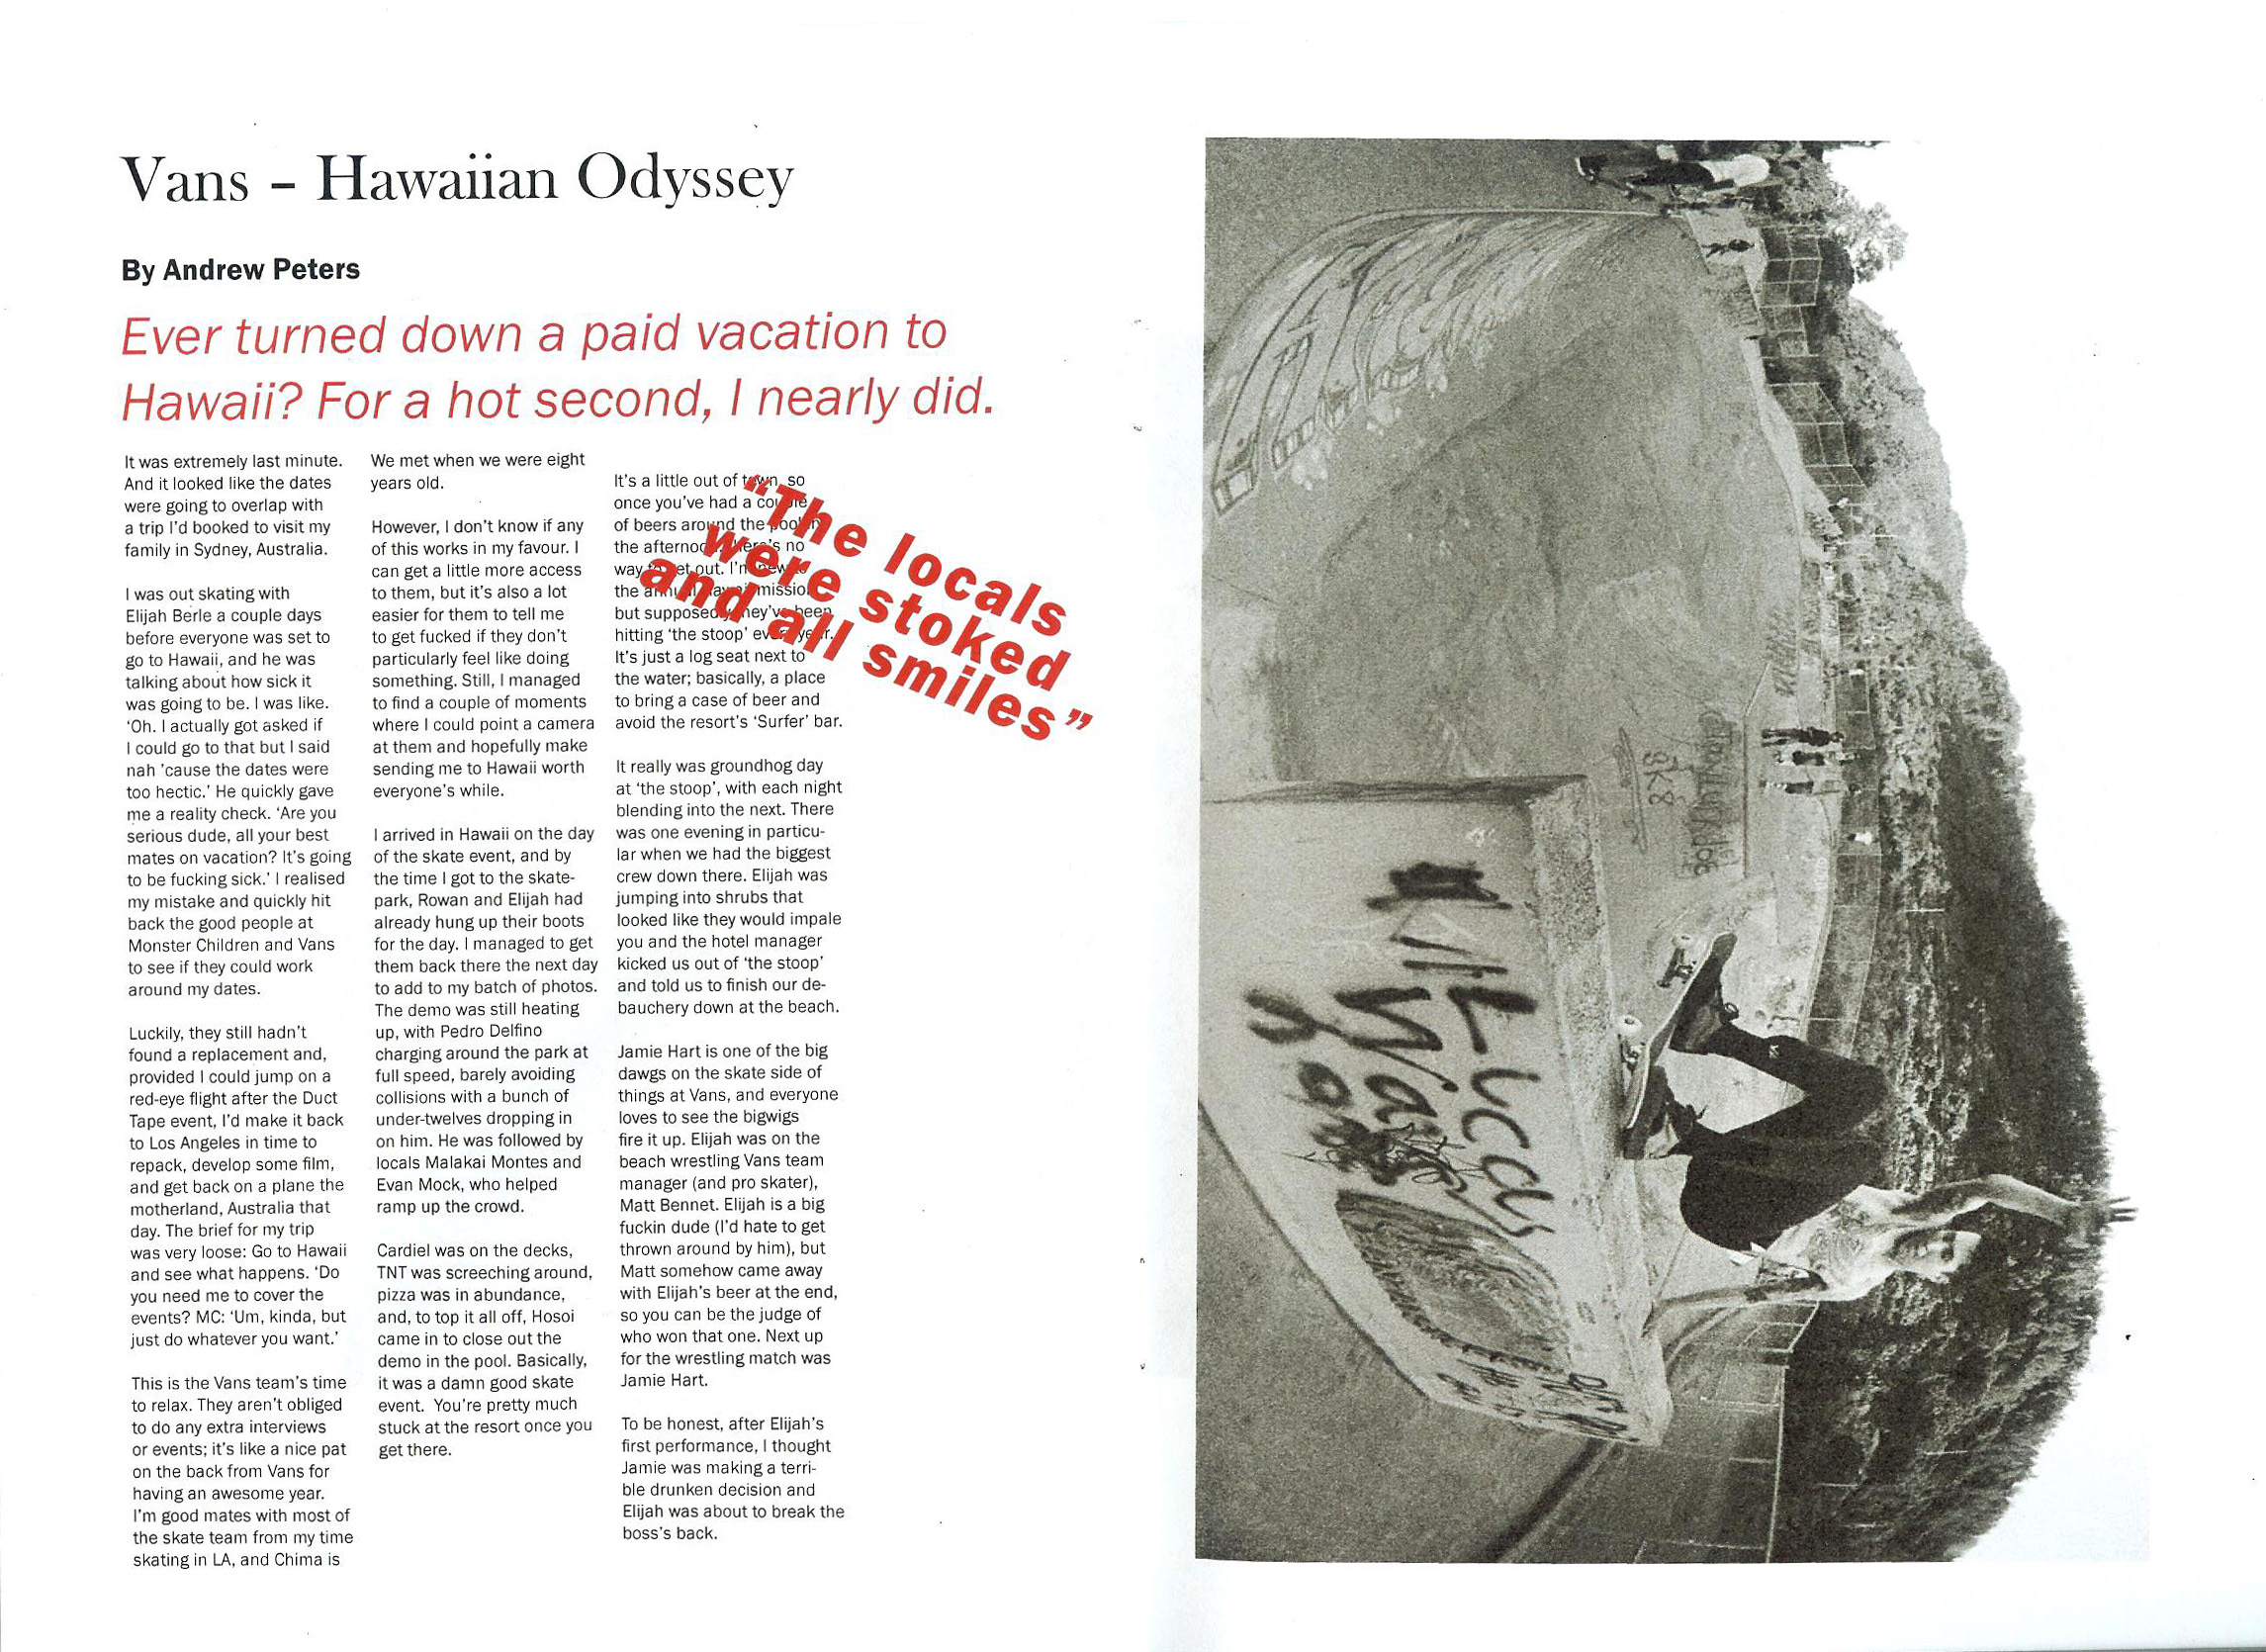 Vans – Hawaiian Odyssey
By Andrew Peters
Ever turned down a paid vacation to
Hawaii? For a hot second, I nearly did.
It was extremely last minute.
And it looked like the dates
were going to overlap with
a trip I'd booked to visit my
family in Sydney, Australia.
I was out skating with
Elijah Berle a couple days
before everyone was set to
go to Hawaii, and he was
talking about how sick it
was going to be. I was like.
‘Oh. I actually got asked if
I could go to that but I said
nah ’cause the dates were
too hectic.’ He quickly gave
me a reality check. ‘Are you
serious dude, all your best
mates on vacation? It's going
to be fucking sick.’ I realised
my mistake and quickly hit
back the good people at
Monster Children and Vans
to see if they could work
around my dates.
Luckily, they still hadn't
found a replacement and,
provided I could jump on a
red-eye flight after the Duct
Tape event, I'd make it back
to Los Angeles in time to
repack, develop some film,
and get back on a plane the
motherland, Australia that
day. The brief for my trip
was very loose: Go to Hawaii
and see what happens. ‘Do
you need me to cover the
events? MC: ‘Um, kinda, but
just do whatever you want.’
This is the Vans team's time
to relax. They aren't obliged
to do any extra interviews
or events; it's like a nice pat
on the back from Vans for
having an awesome year.
I'm good mates with most of
the skate team from my time
skating in LA, and Chima is
We met when we were eight
years old.
However, I don't know if any
of this works in my favour. I
can get a little more access
to them, but it's also a lot
easier for them to tell me
to get fucked if they don't
particularly feel like doing
something. Still, I managed
to find a couple of moments
where I could point a camera
at them and hopefully make
sending me to Hawaii worth
everyone's while.
I arrived in Hawaii on the day
of the skate event, and by
the time I got to the skate-
park, Rowan and Elijah had
already hung up their boots
for the day. I managed to get
them back there the next day
to add to my batch of photos.
The demo was still heating
up, with Pedro Delfino
charging around the park at
full speed, barely avoiding
collisions with a bunch of
under-twelves dropping in
on him. He was followed by
locals Malakai Montes and
Evan Mock, who helped
ramp up the crowd.
Cardiel was on the decks,
TNT was screeching around,
pizza was in abundance,
and, to top it all off, Hosoi
came in to close out the
demo in the pool. Basically,
it was a damn good skate
event. You're pretty much
stuck at the resort once you
get there.
It's a little out of town, so
once you've had a couple
of beers around the pool in
the afternoon, there's no
way to get out. I'm new to
the annual Hawaii mission
but supposedly they've been
hitting ‘the stoop’ every year.
It's just a log seat next to
the water; basically, a place
to bring a case of beer and
avoid the resort's ‘Surfer’ bar.
It really was groundhog day
at ‘the stoop’, with each night
blending into the next. There
was one evening in particu-
lar when we had the biggest
crew down there. Elijah was
jumping into shrubs that
looked like they would impale
you and the hotel manager
kicked us out of ‘the stoop’
and told us to finish our de-
bauchery down at the beach.
Jamie Hart is one of the big
dawgs on the skate side of
things at Vans, and everyone
loves to see the bigwigs
fire it up. Elijah was on the
beach wrestling Vans team
manager (and pro skater),
Matt Bennet. Elijah is a big
fuckin dude (I'd hate to get
thrown around by him), but
Matt somehow came away
with Elijah's beer at the end,
so you can be the judge of
who won that one. Next up
for the wrestling match was
Jamie Hart.
To be honest, after Elijah's
first performance, I thought
Jamie was making a terri-
ble drunken decision and
Elijah was about to break the
boss's back.
“The locals
were stoked
and all smiles”
SK8